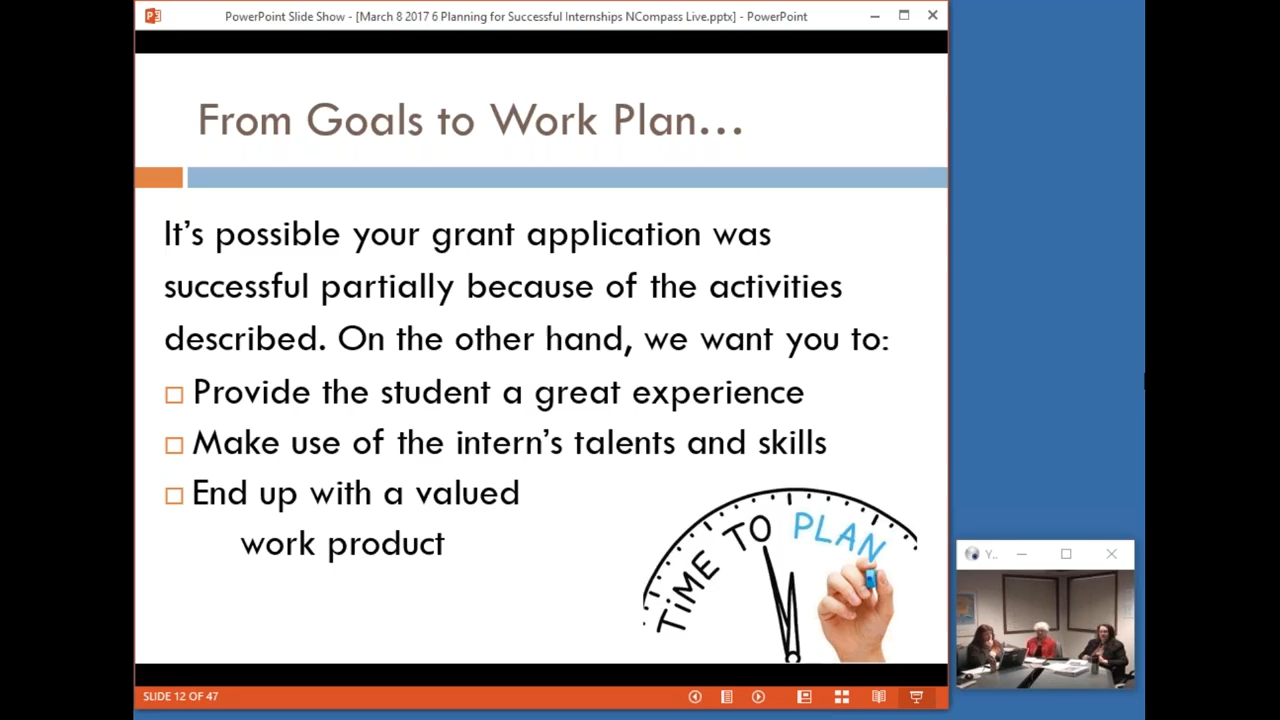 PowerPoint Slide Show - [March 8 2017 6 Planning for Successful Internships NCompass Live.pptx] - PowerPoint
From Goals to Work Plan...
It's possible your grant application was
successful partially because of the activities
described. On the other hand, we want you to:
Provide the student a great experience
Make use of the intern's talents and skills
End up with a valued
work product
TiME TO PLAN
Y..
SLIDE 12 OF 47